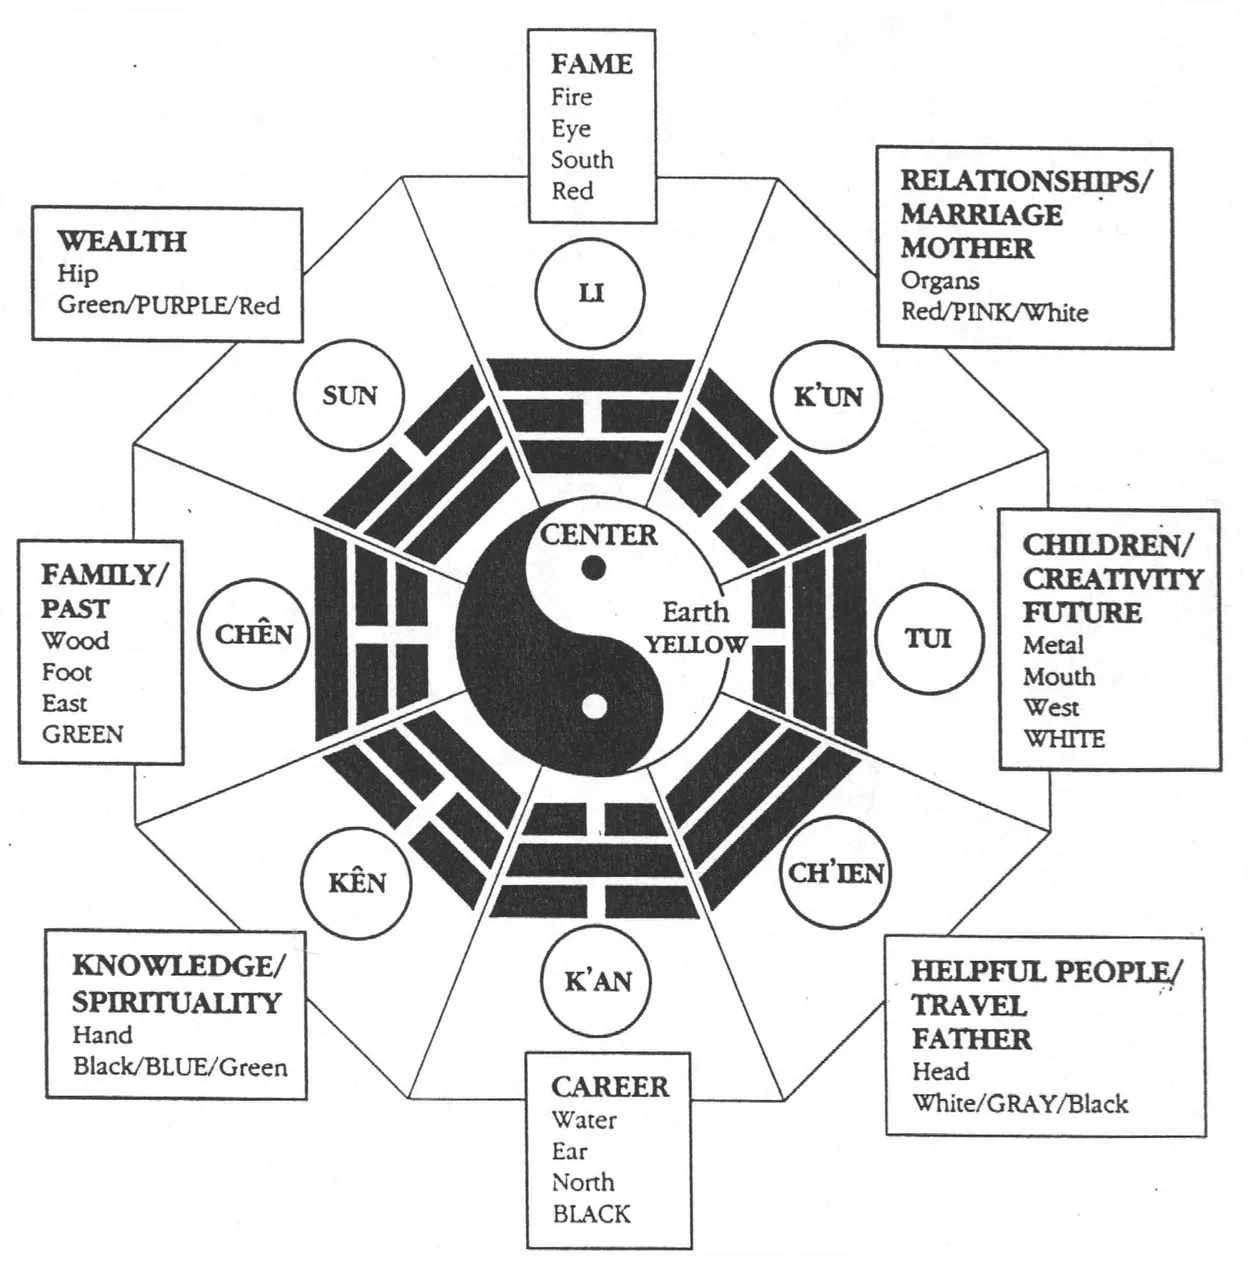 FAME
Fire
Eye
South
Red
RELATIONSHIPS/
MARRIAGE
MOTHER
Organs
Red/PINK/White
WEALTH
Hip
Green/PURPLE/Red
LI
SUN
K’UN
CENTER
Earth
YELLOW
FAMILY/
PAST
Wood
Foot
East
GREEN
CHÊN
TUI
CHILDREN/
CREATIVITY
FUTURE
Metal
Mouth
West
WHITE
KÊN
CH’IEN
K’AN
KNOWLEDGE/
SPIRITUALITY
Hand
Black/BLUE/Green
HELPFUL PEOPLE/
TRAVEL
FATHER
Head
White/GRAY/Black
CAREER
Water
Ear
North
BLACK